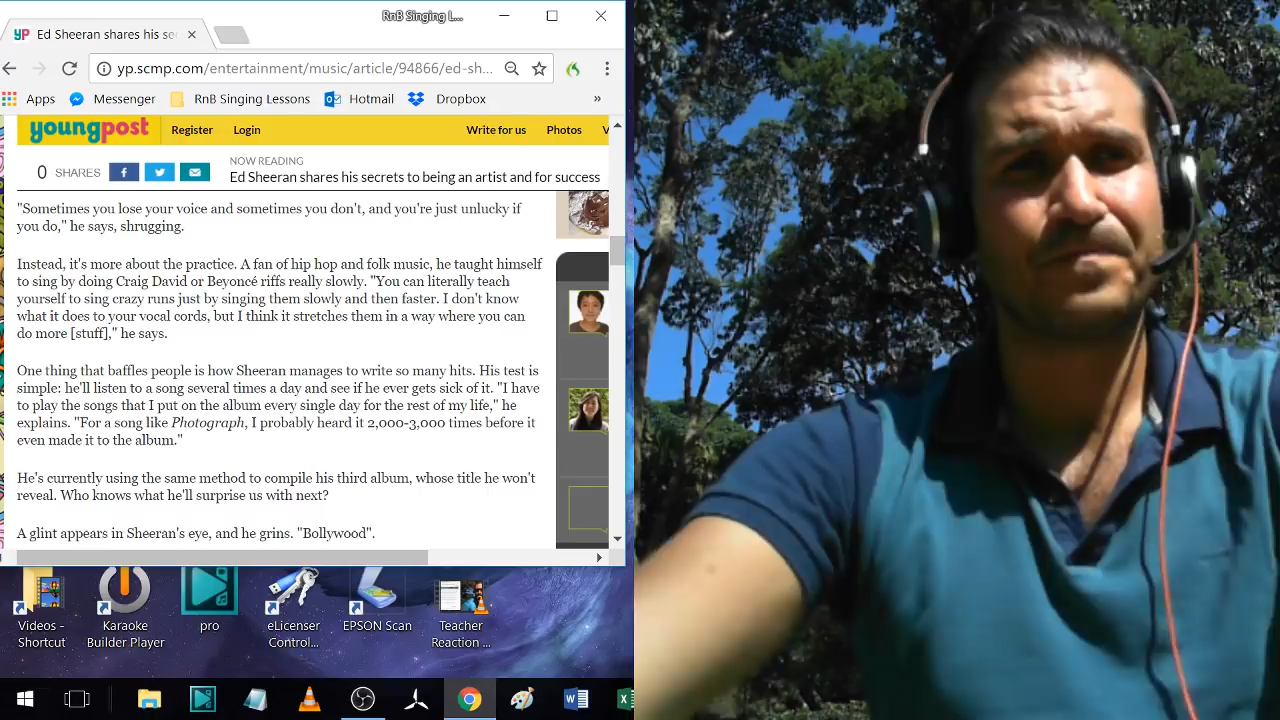 RnB Singing L...
yp Ed Sheeran shares his se
yp.scmp.com/entertainment/music/article/94866/ed-sh...
Apps Messenger RnB Singing Lessons Hotmail Dropbox »
youngpost Register Login Write for us Photos V
NOW READING
0 SHARES Ed Sheeran shares his secrets to being an artist and for success
"Sometimes you lose your voice and sometimes you don't, and you're just unlucky if
you do," he says, shrugging.
Instead, it's more about the practice. A fan of hip hop and folk music, he taught himself
to sing by doing Craig David or Beyoncé riffs really slowly. "You can literally teach
yourself to sing crazy runs just by singing them slowly and then faster. I don't know
what it does to your vocal cords, but I think it stretches them in a way where you can
do more [stuff]," he says.
One thing that baffles people is how Sheeran manages to write so many hits. His test is
simple: he'll listen to a song several times a day and see if he ever gets sick of it. "I have
to play the songs that I put on the album every single day for the rest of my life," he
explains. "For a song like Photograph, I probably heard it 2,000-3,000 times before it
even made it to the album."
He's currently using the same method to compile his third album, whose title he won't
reveal. Who knows what he'll surprise us with next?
A glint appears in Sheeran's eye, and he grins. "Bollywood".
Videos - Karaoke pro eLicenser EPSON Scan Teacher
Shortcut Builder Player Control... Reaction ...